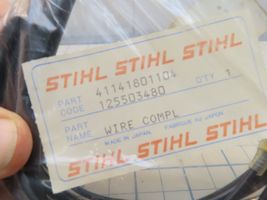 STIHL STIHL STIHL
PART CODE 41141801104 Q'TY 1
125503480
PART NAME WIRE COMPL
MADE IN JAPAN FABRIQUE AU JAPON
STIHL STIHL STIHL